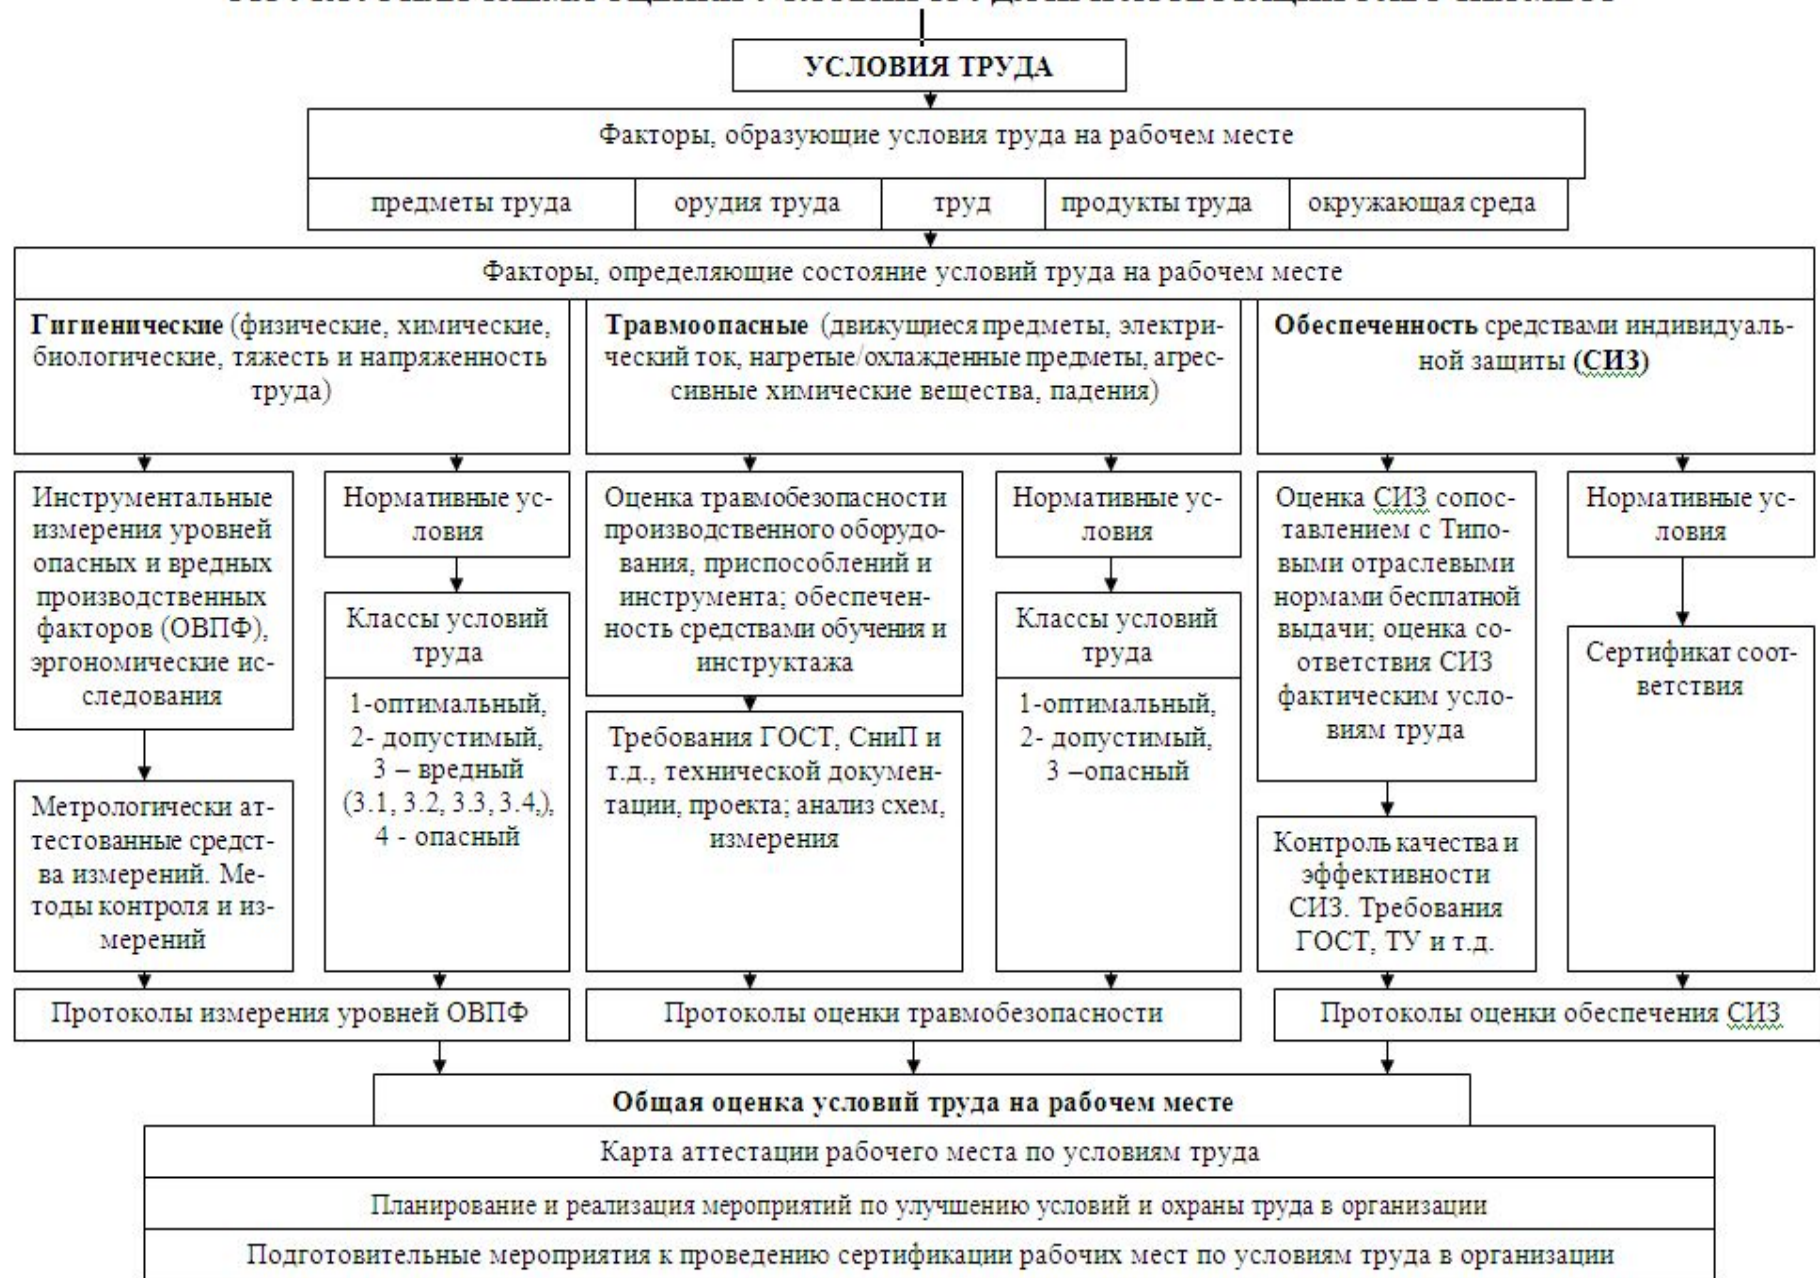 УСЛОВИЯ ТРУДА
Факторы, образующие условия труда на рабочем месте
предметы труда
орудия труда
труд
продукты труда
окружающая среда
Факторы, определяющие состояние условий труда на рабочем месте
Гигиенические (физические, химические,
биологические, тяжесть и напряженность
труда)
Травмоопасные (движущиеся предметы, электри-
ческий ток, нагретые/охлажденные предметы, агрес-
сивные химические вещества, падения)
Обеспеченность средствами индивидуаль-
ной защиты (СИЗ)
Инструментальные
измерения уровней
опасных и вредных
производственных
факторов (ОВПФ),
эргономические ис-
следования
Нормативные ус-
ловия
Оценка травмобезопасности
производственного оборудо-
вания, приспособлений и
инструмента; обеспечен-
ность средствами обучения и
инструктажа
Нормативные ус-
ловия
Оценка СИЗ сопос-
тавлением с Типо-
выми отраслевыми
нормами бесплатной
выдачи; оценка со-
ответствия СИЗ
фактическим усло-
виям труда
Нормативные ус-
ловия
Классы условий
труда
1-оптимальный,
2- допустимый,
3 – вредный
(3.1, 3.2, 3.3, 3.4,),
4 - опасный
Классы условий
труда
1-оптимальный,
2- допустимый,
3 –опасный
Сертификат соот-
ветствия
Метрологически ат-
тестованные средст-
ва измерений. Ме-
тоды контроля и из-
мерений
Требования ГОСТ, СниП и
т.д., технической докумен-
тации, проекта; анализ схем,
измерения
Контроль качества и
эффективности
СИЗ. Требования
ГОСТ, ТУ и т.д.
Протоколы измерения уровней ОВПФ
Протоколы оценки травмобезопасности
Протоколы оценки обеспечения СИЗ
Общая оценка условий труда на рабочем месте
Карта аттестации рабочего места по условиям труда
Планирование и реализация мероприятий по улучшению условий и охраны труда в организации
Подготовительные мероприятия к проведению сертификации рабочих мест по условиям труда в организации